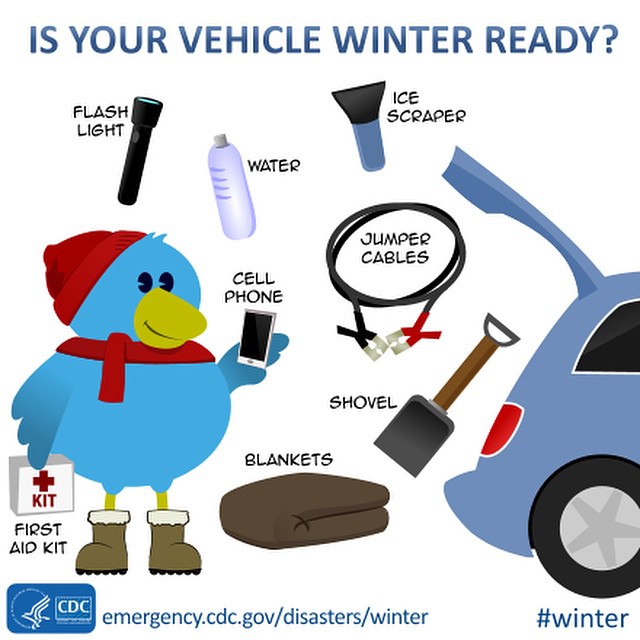 IS YOUR VEHICLE WINTER READY?
FLASH
LIGHT
WATER
ICE
SCRAPER
JUMPER
CABLES
CELL
PHONE
SHOVEL
BLANKETS
KIT
FIRST
AID KIT
CDC
emergency.cdc.gov/disasters/winter
#winter